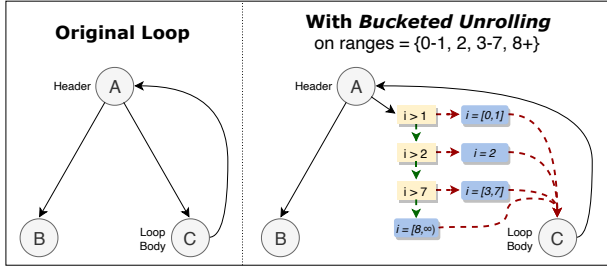 Original Loop
Header
A
B
Loop
Body
C
With Bucketed Unrolling
on ranges = {0-1, 2, 3-7, 8+}
Header
A
i > 1
i = [0,1]
i > 2
i = 2
i > 7
i = [3,7]
i = [8,∞)
B
Loop
Body
C